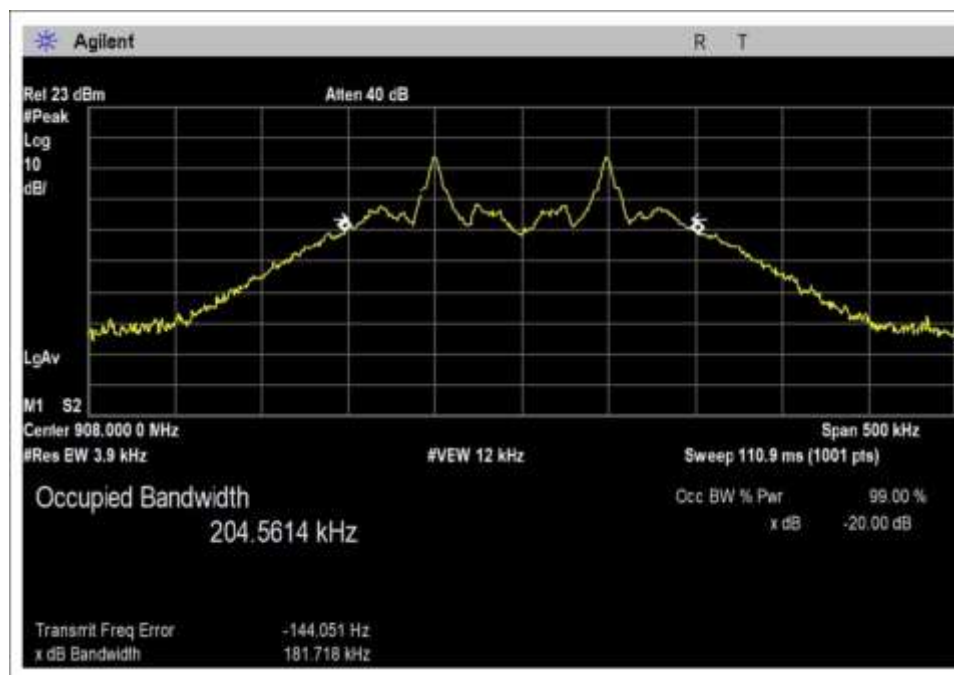 Agilent
R T
Ref 23 dBm
Atten 40 dB
#Peak
Log
10
dB/
LgAv
M1 S2
Center 908.000 0 MHz
Span 500 kHz
#Res BW 3.9 kHz
#VBW 12 kHz
Sweep 110.9 ms (1001 pts)
Occupied Bandwidth
204.5614 kHz
Occ BW % Pwr 99.00 %
x dB -20.00 dB
Transmit Freq Error -144.051 Hz
x dB Bandwidth 181.718 kHz